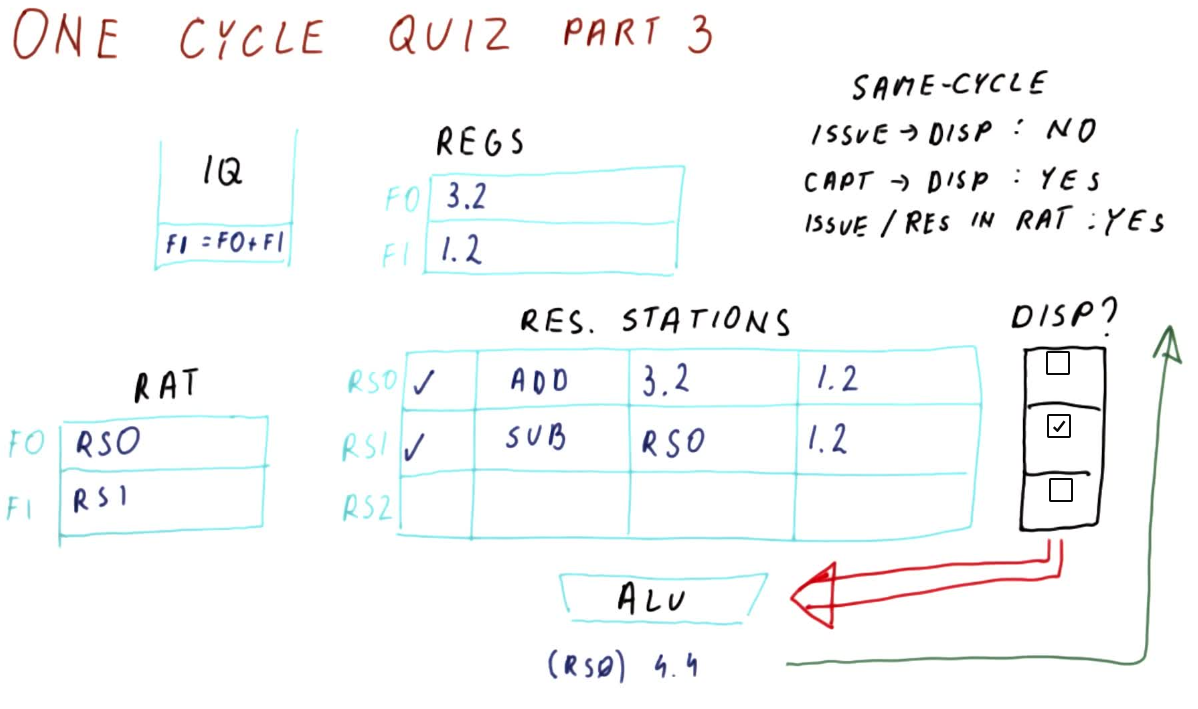 ONE CYCLE QUIZ PART 3
SAME-CYCLE
ISSUE → DISP : NO
CAPT → DISP : YES
ISSUE / RES IN RAT : YES
IQ
F1 = F0 + F1
REGS
F0 3.2
F1 1.2
RAT
F0 RS0
F1 RS1
RES. STATIONS
RS0 ✓ ADD 3.2 1.2
RS1 ✓ SUB RS0 1.2
RS2
DISP?
☐
☑
☐
ALU
(RS0) 4.4